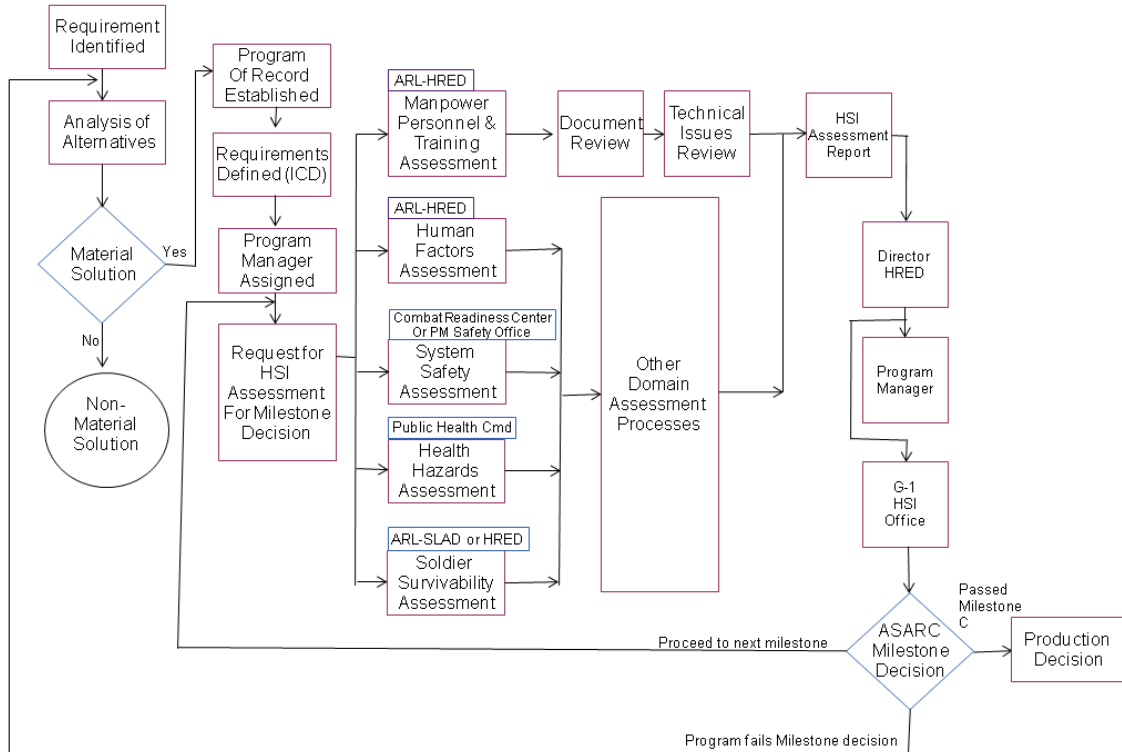 Requirement
Identified
Analysis of
Alternatives
Material
Solution
Yes
No
Non-
Material
Solution
Program
Of Record
Established
Requirements
Defined (ICD)
Program
Manager
Assigned
Request for
HSI
Assessment
For Milestone
Decision
ARL-HRED
Manpower
Personnel &
Training
Assessment
ARL-HRED
Human
Factors
Assessment
Combat Readiness Center
Or PM Safety Office
System
Safety
Assessment
Public Health Cmd
Health
Hazards
Assessment
ARL-SLAD or HRED
Soldier
Survivability
Assessment
Document
Review
Technical
Issues
Review
Other
Domain
Assessment
Processes
HSI
Assessment
Report
Director
HRED
Program
Manager
G-1
HSI
Office
ASARC
Milestone
Decision
Passed
Milestone
C
Production
Decision
Proceed to next milestone
Program fails Milestone decision